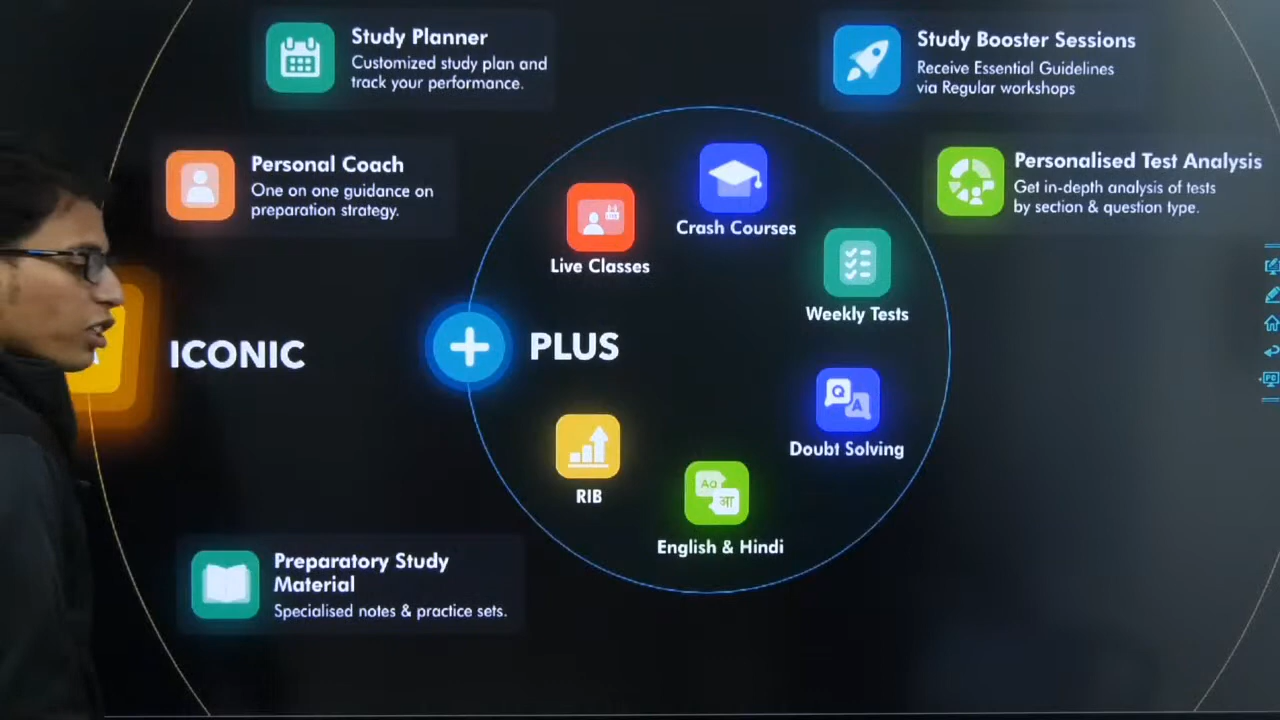 Study Planner
Customized study plan and
track your performance.
Study Booster Sessions
Receive Essential Guidelines
via Regular workshops
Personal Coach
One on one guidance on
preparation strategy.
Personalised Test Analysis
Get in-depth analysis of tests
by section & question type.
Live Classes
Crash Courses
Weekly Tests
ICONIC
+ PLUS
Q
A
Doubt Solving
RIB
Aa
आ
English & Hindi
Preparatory Study
Material
Specialised notes & practice sets.